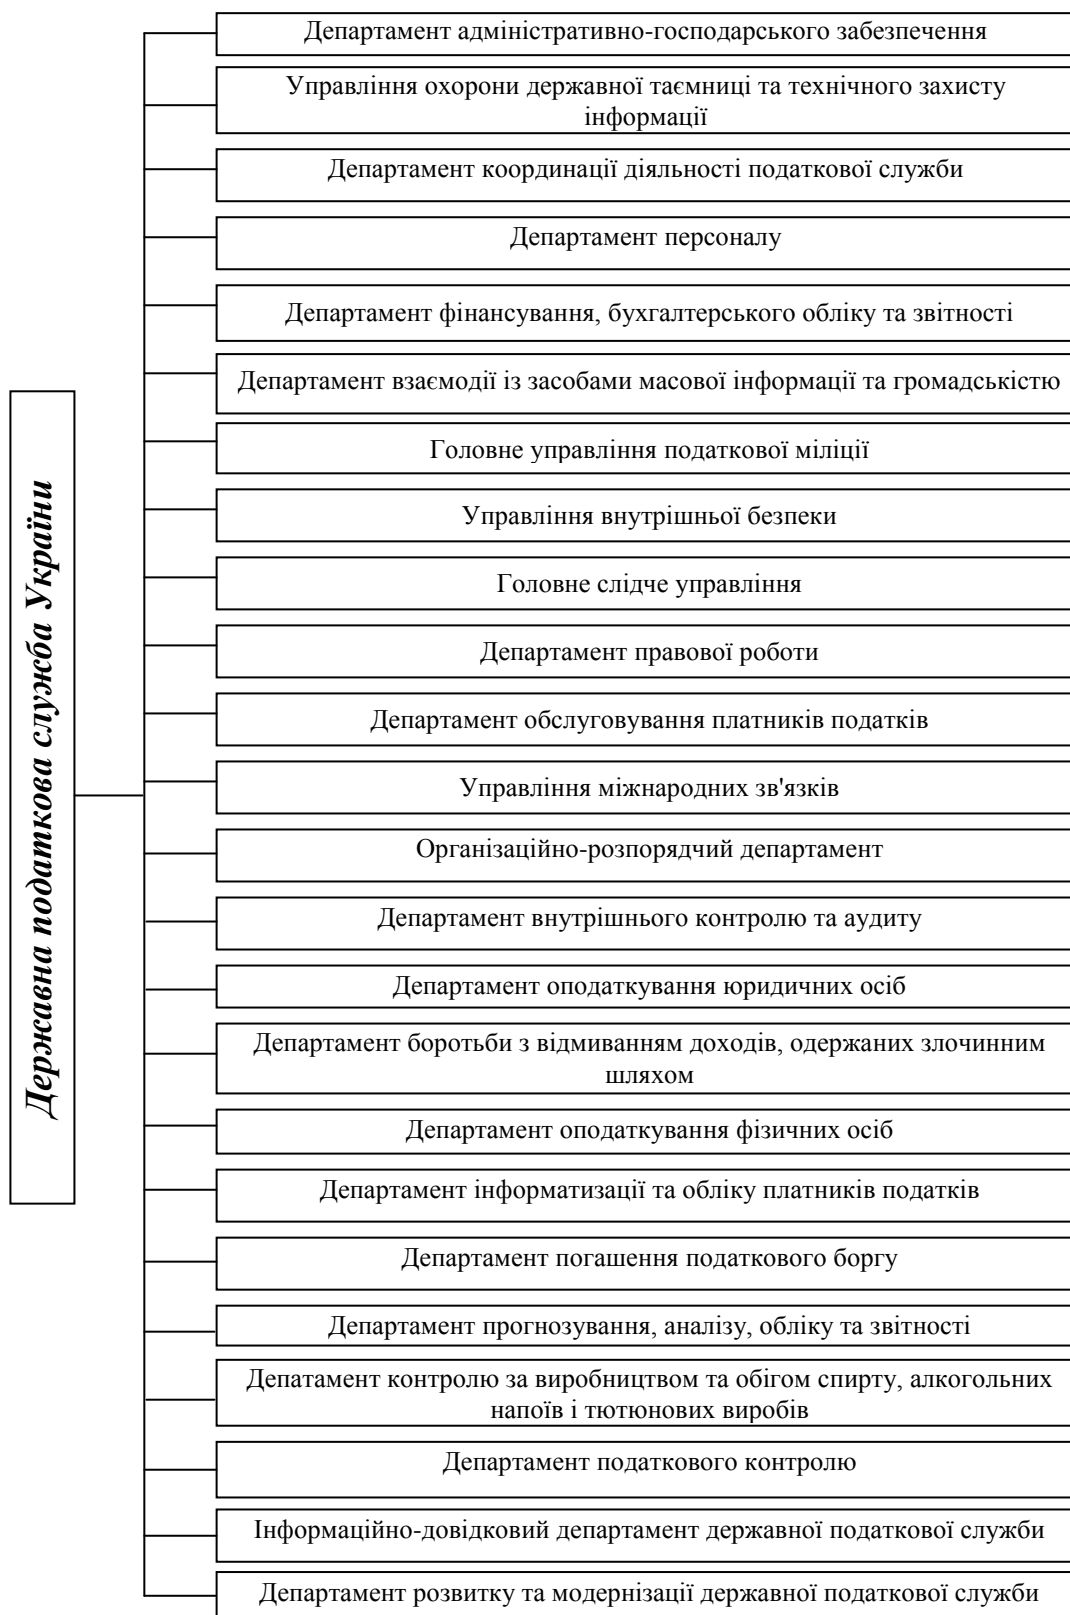 Департамент адміністративно-господарського забезпечення
Управління охорони державної таємниці та технічного захисту
інформації
Департамент координації діяльності податкової служби
Департамент персоналу
Департамент фінансування, бухгалтерського обліку та звітності
Департамент взаємодії із засобами масової інформації та громадськістю
Головне управління податкової міліції
Управління внутрішньої безпеки
Головне слідче управління
Департамент правової роботи
Департамент обслуговування платників податків
Управління міжнародних зв'язків
Організаційно-розпорядчий департамент
Департамент внутрішнього контролю та аудиту
Департамент оподаткування юридичних осіб
Департамент боротьби з відмиванням доходів, одержаних злочинним
шляхом
Департамент оподаткування фізичних осіб
Департамент інформатизації та обліку платників податків
Департамент погашення податкового боргу
Департамент прогнозування, аналізу, обліку та звітності
Депатамент контролю за виробництвом та обігом спирту, алкогольних
напоїв і тютюнових виробів
Департамент податкового контролю
Інформаційно-довідковий департамент державної податкової служби
Департамент розвитку та модернізації державної податкової служби
Державна податкова служба України